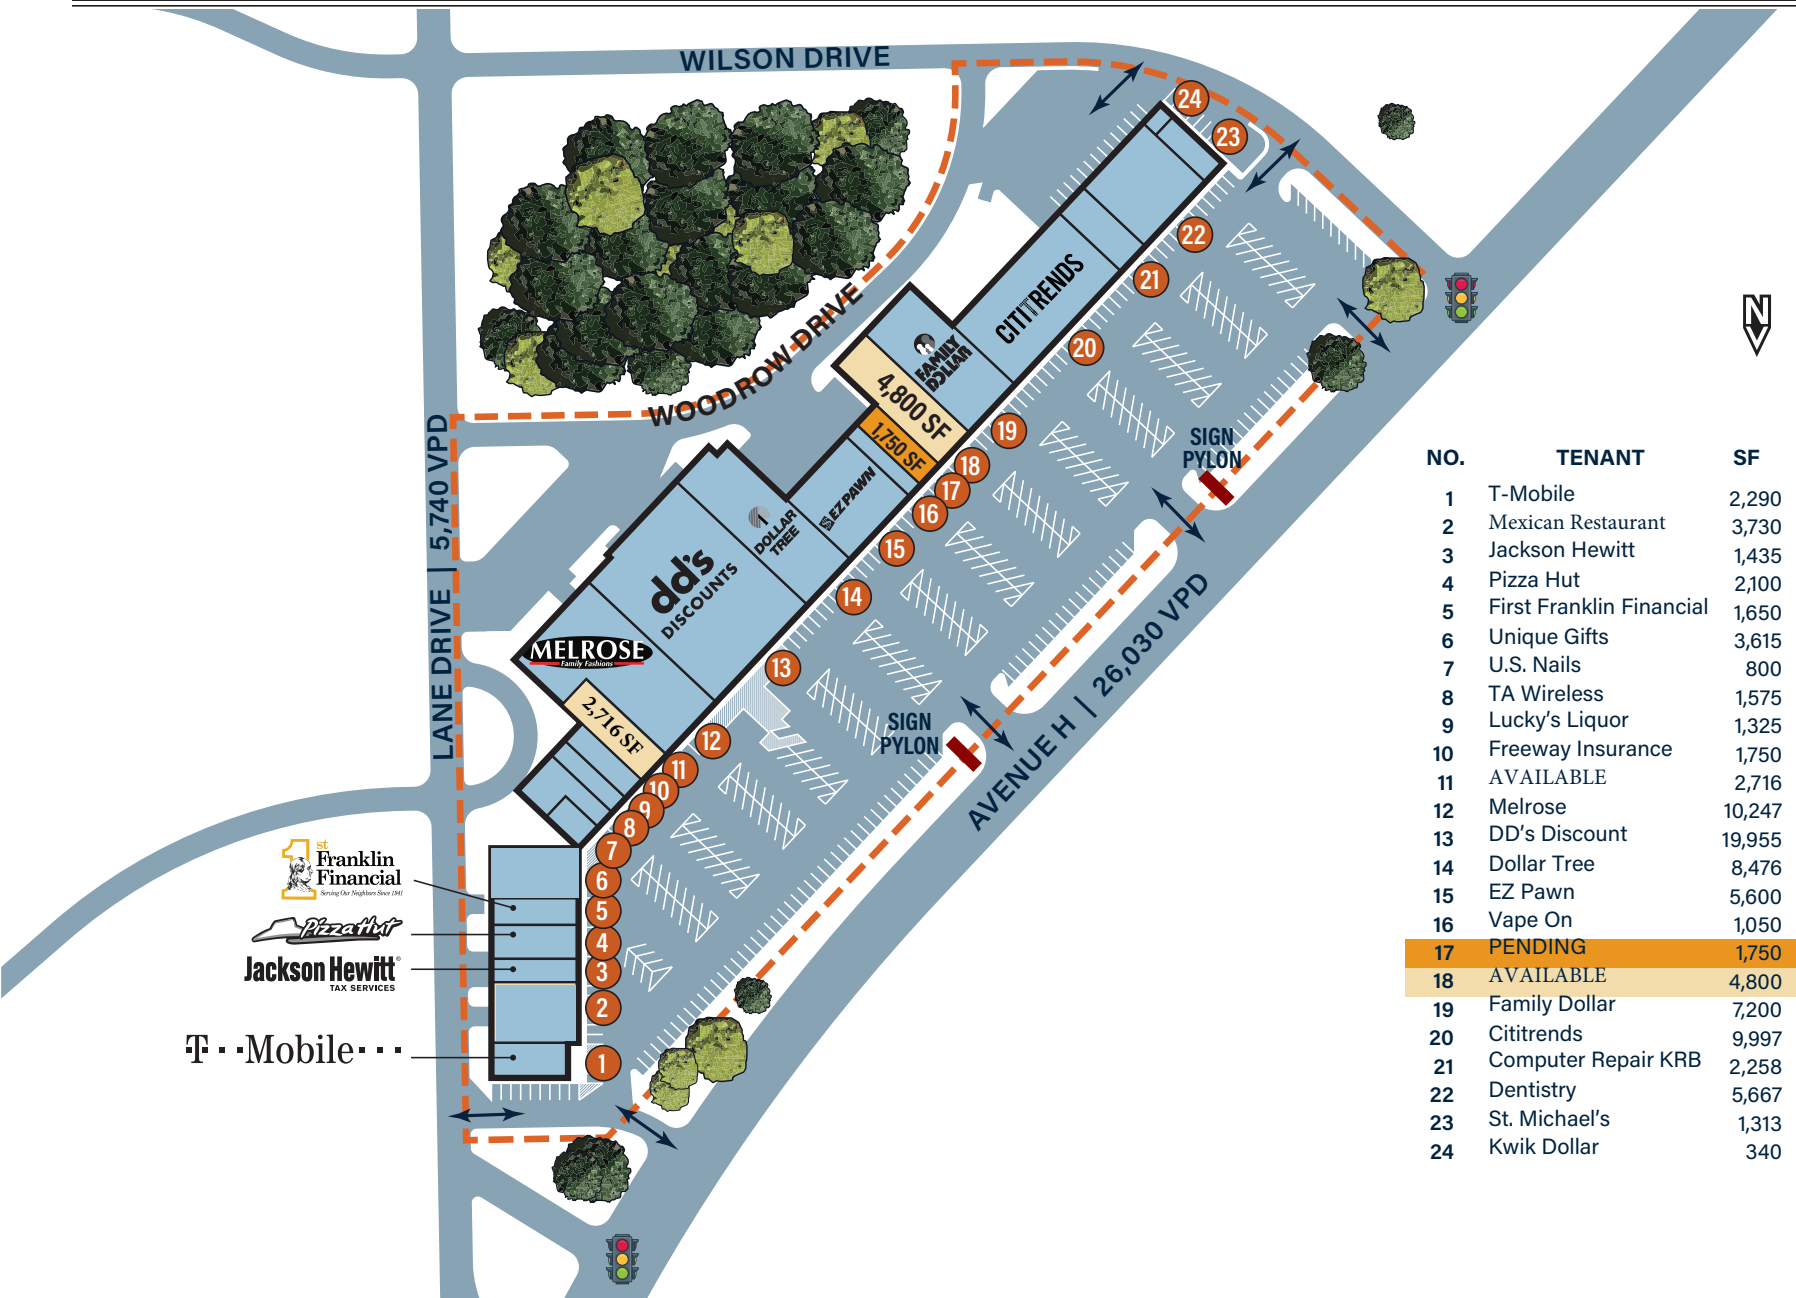 WILSON DRIVE
24
23
22
21
20
19
18
17
16
15
14
13
12
11
10
9
8
7
6
5
4
3
2
1
CITITRENDS
FAMILY
DOLLAR
4,800 SF
1,750 SF
EZ PAWN
1
DOLLAR
TREE
dd's
DISCOUNTS
MELROSE
Family Fashions
2,716 SF
WOODROW DRIVE
LANE DRIVE | 5,740 VPD
AVENUE H | 26,030 VPD
SIGN
PYLON
SIGN
PYLON
N
1st
Franklin
Financial
Serving Our Neighbors Since 1941
Pizza Hut
Jackson Hewitt®
TAX SERVICES
T··Mobile···
NO. TENANT SF
1 T-Mobile 2,290
2 Mexican Restaurant 3,730
3 Jackson Hewitt 1,435
4 Pizza Hut 2,100
5 First Franklin Financial 1,650
6 Unique Gifts 3,615
7 U.S. Nails 800
8 TA Wireless 1,575
9 Lucky's Liquor 1,325
10 Freeway Insurance 1,750
11 AVAILABLE 2,716
12 Melrose 10,247
13 DD's Discount 19,955
14 Dollar Tree 8,476
15 EZ Pawn 5,600
16 Vape On 1,050
17 PENDING 1,750
18 AVAILABLE 4,800
19 Family Dollar 7,200
20 Cititrends 9,997
21 Computer Repair KRB 2,258
22 Dentistry 5,667
23 St. Michael's 1,313
24 Kwik Dollar 340